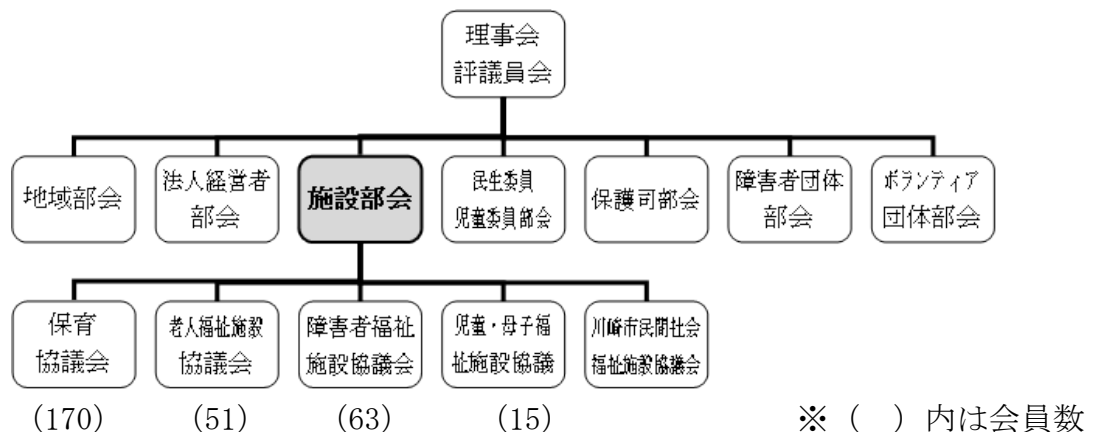 理事会
評議員会
地域部会
法人経営者
部会
施設部会
民生委員
児童委員部会
保護司部会
障害者団体
部会
ボランティア
団体部会
保育
協議会
老人福祉施設
協議会
障害者福祉
施設協議会
児童・母子福
祉施設協議
川崎市民間社会
福祉施設協議会
(170)
(51)
(63)
(15)
※（　）内は会員数